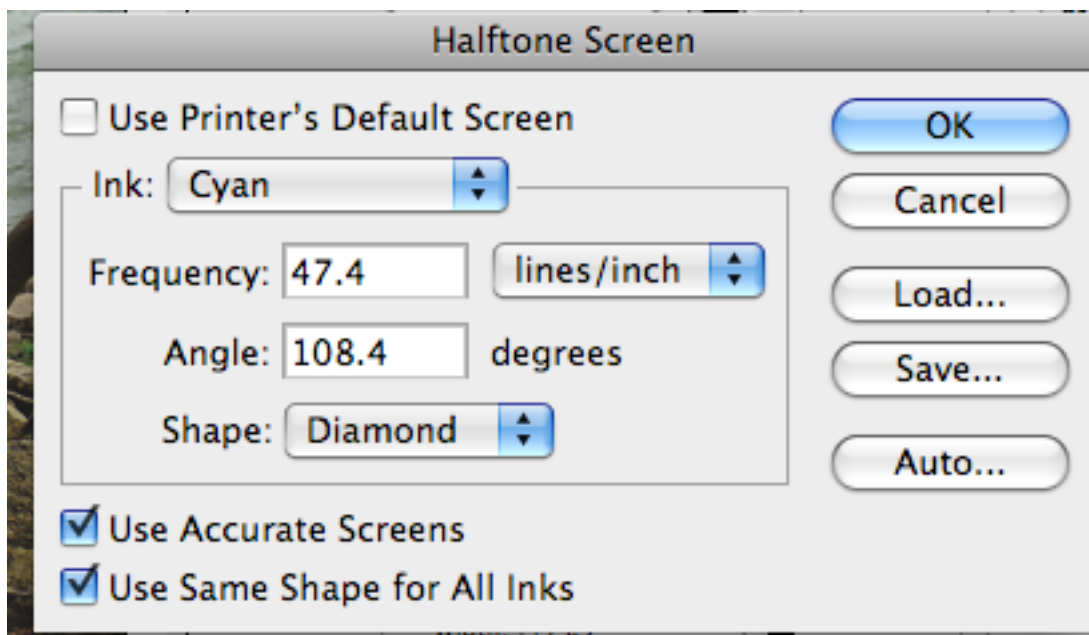 Halftone Screen
Use Printer's Default Screen
OK
Ink: Cyan
Cancel
Frequency: 47.4 lines/inch
Load...
Angle: 108.4 degrees
Save...
Shape: Diamond
Auto...
Use Accurate Screens
Use Same Shape for All Inks